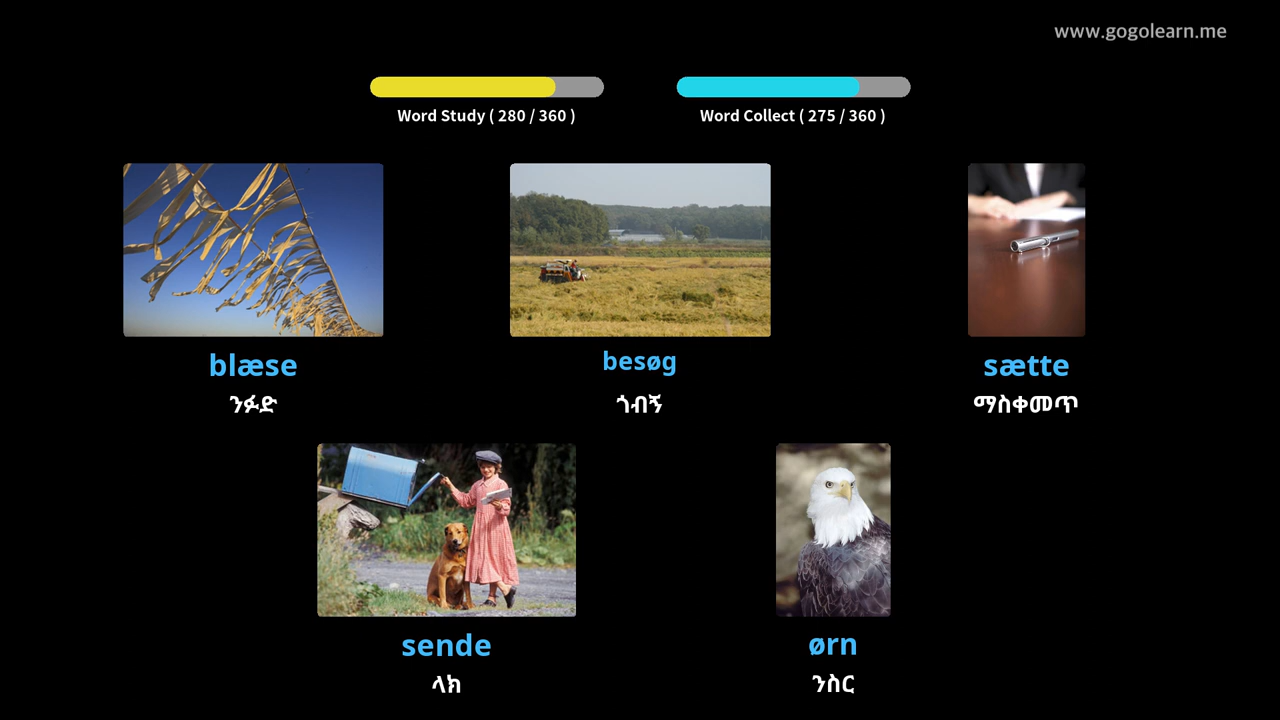 www.gogolearn.me
Word Study ( 280 / 360 )
Word Collect ( 275 / 360 )
blæse
ንፉድ
besøg
ጎብኝ
sætte
ማስቀመጥ
sende
ላክ
ørn
ንስር